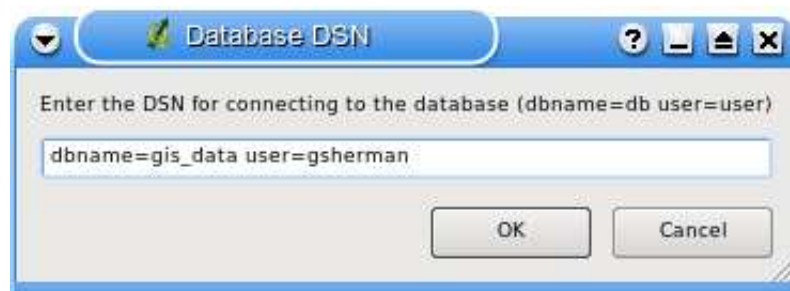 Database DSN
Enter the DSN for connecting to the database (dbname=db user=user)
dbname=gis_data user=gsherman
OK Cancel